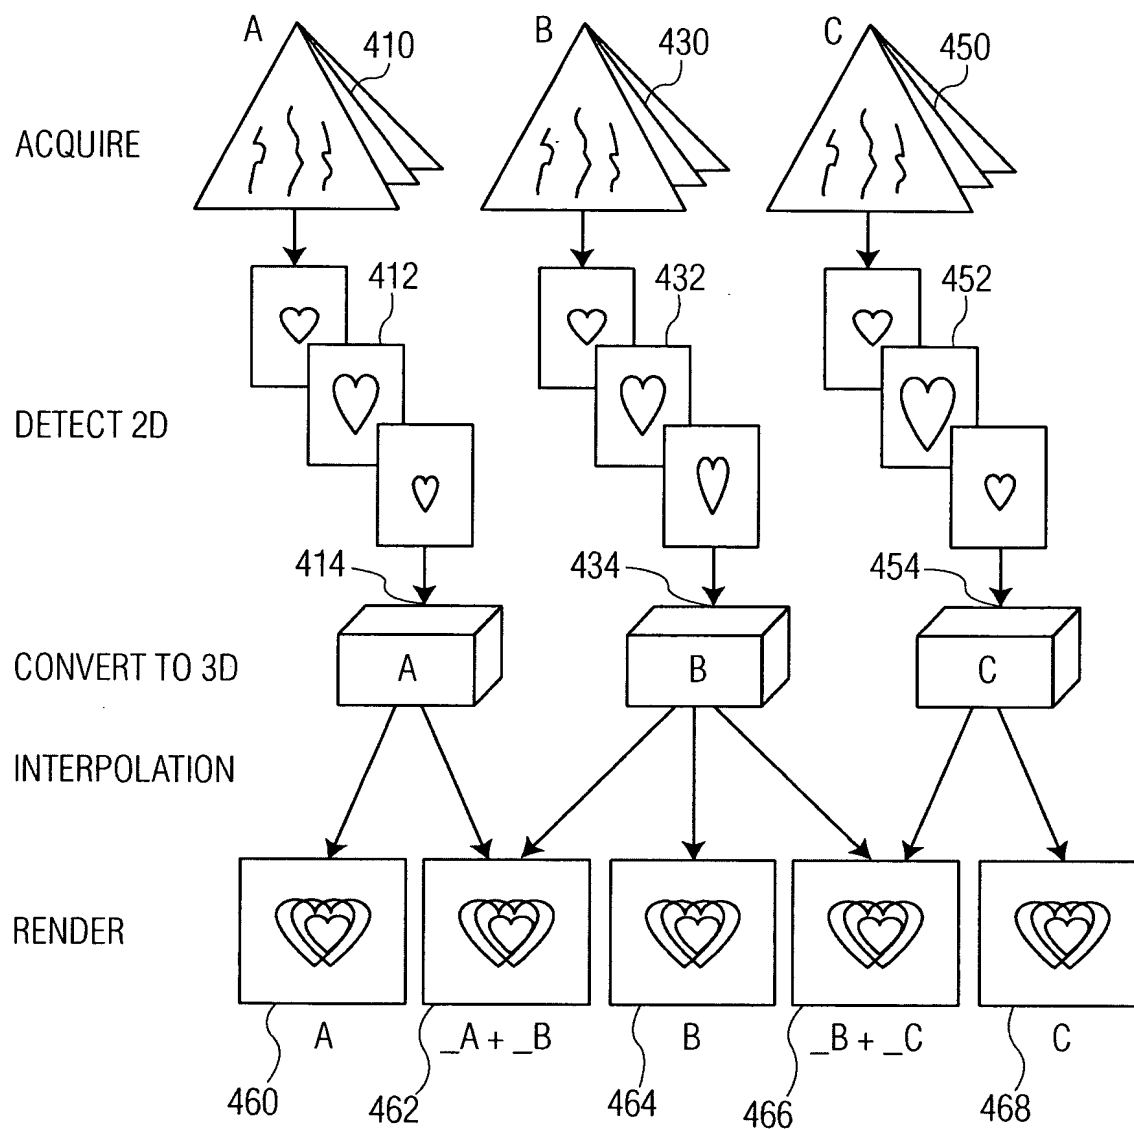 A B C
410 430 450
ACQUIRE
412 432 452
DETECT 2D
414 434 454
CONVERT TO 3D A B C
INTERPOLATION
RENDER
A _A + _B B _B + _C C
460 462 464 466 468